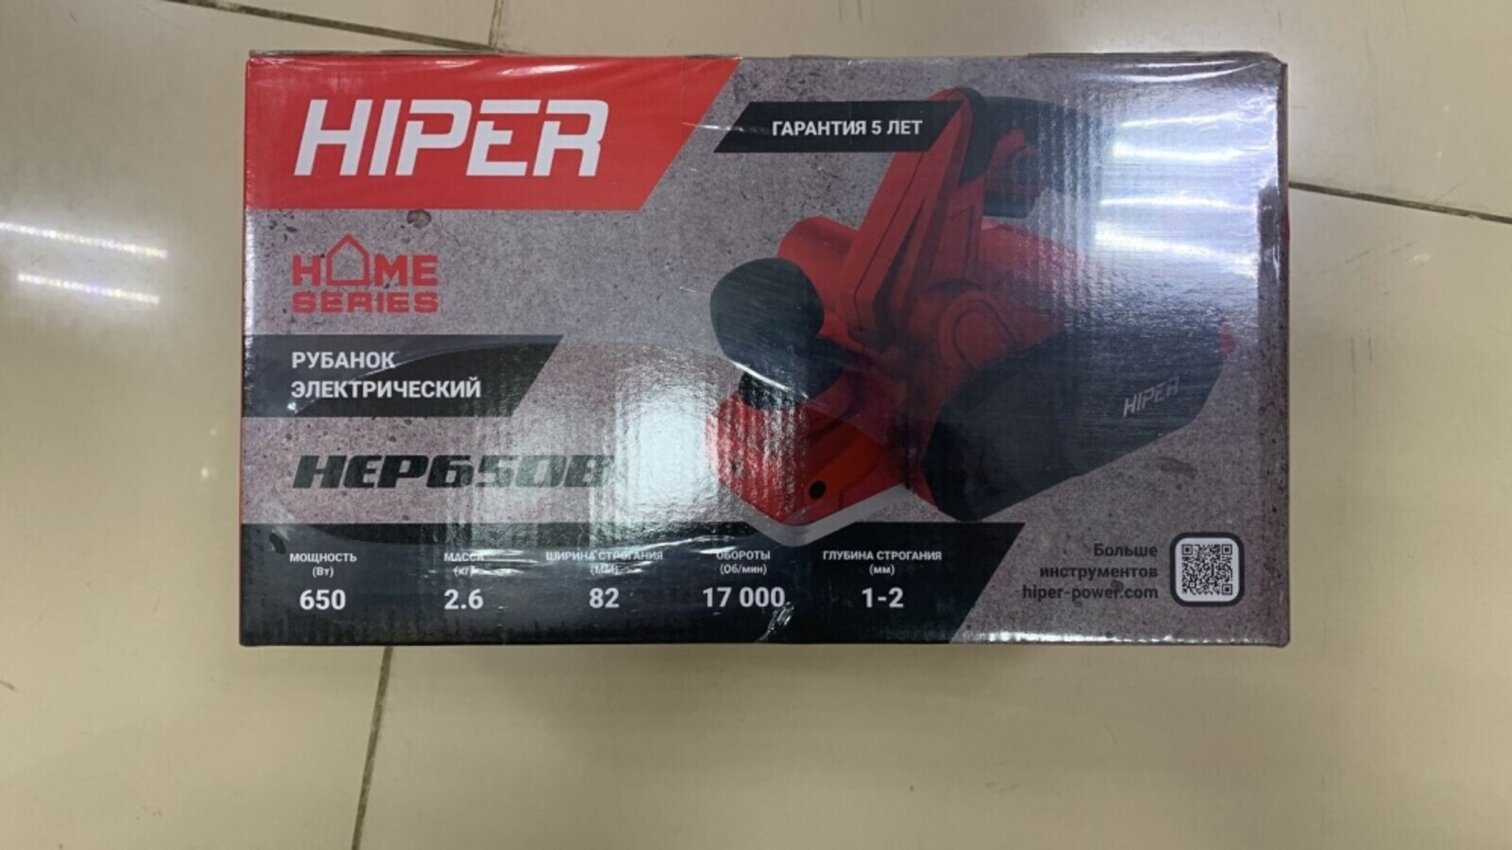 HIPER
ГАРАНТИЯ 5 ЛЕТ
HOME
SERIES
РУБАНОК
ЭЛЕКТРИЧЕСКИЙ
HEP650B
HIPER
МОЩНОСТЬ
(Вт)
650
МАССА
(кг)
2.6
ШИРИНА СТРОГАНИЯ
(ММ)
82
ОБОРОТЫ
(Об/мин)
17 000
ГЛУБИНА СТРОГАНИЯ
(мм)
1-2
Больше
инструментов
hiper-power.com